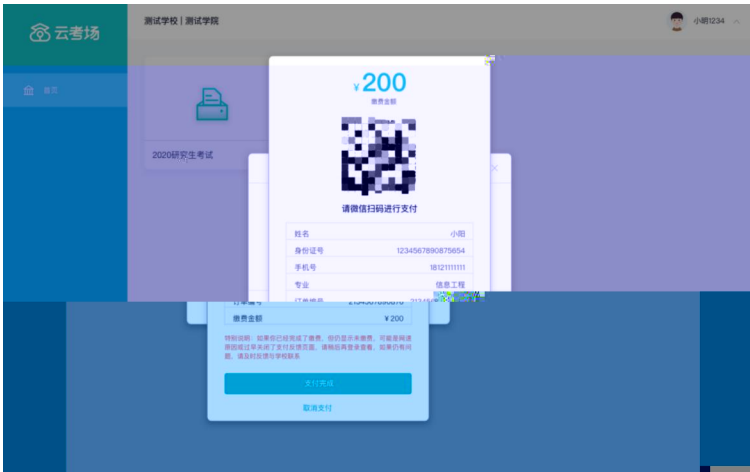 云考场
测试学校 | 测试学院
小明1234
首页
2020研究生考试
¥200
缴费金额
请微信扫码进行支付
姓名 小阳
身份证号 1234567890875654
手机号 18121111111
专业 信息工程
订单编号
缴费金额 ¥200
特别说明：如果你已经完成了缴费，但仍显示未缴费，可能是网速
原因或过早关闭了支付反馈页面，请稍后再登录查看，如果仍有问
题，请及时反馈与学校联系
支付完成
取消支付